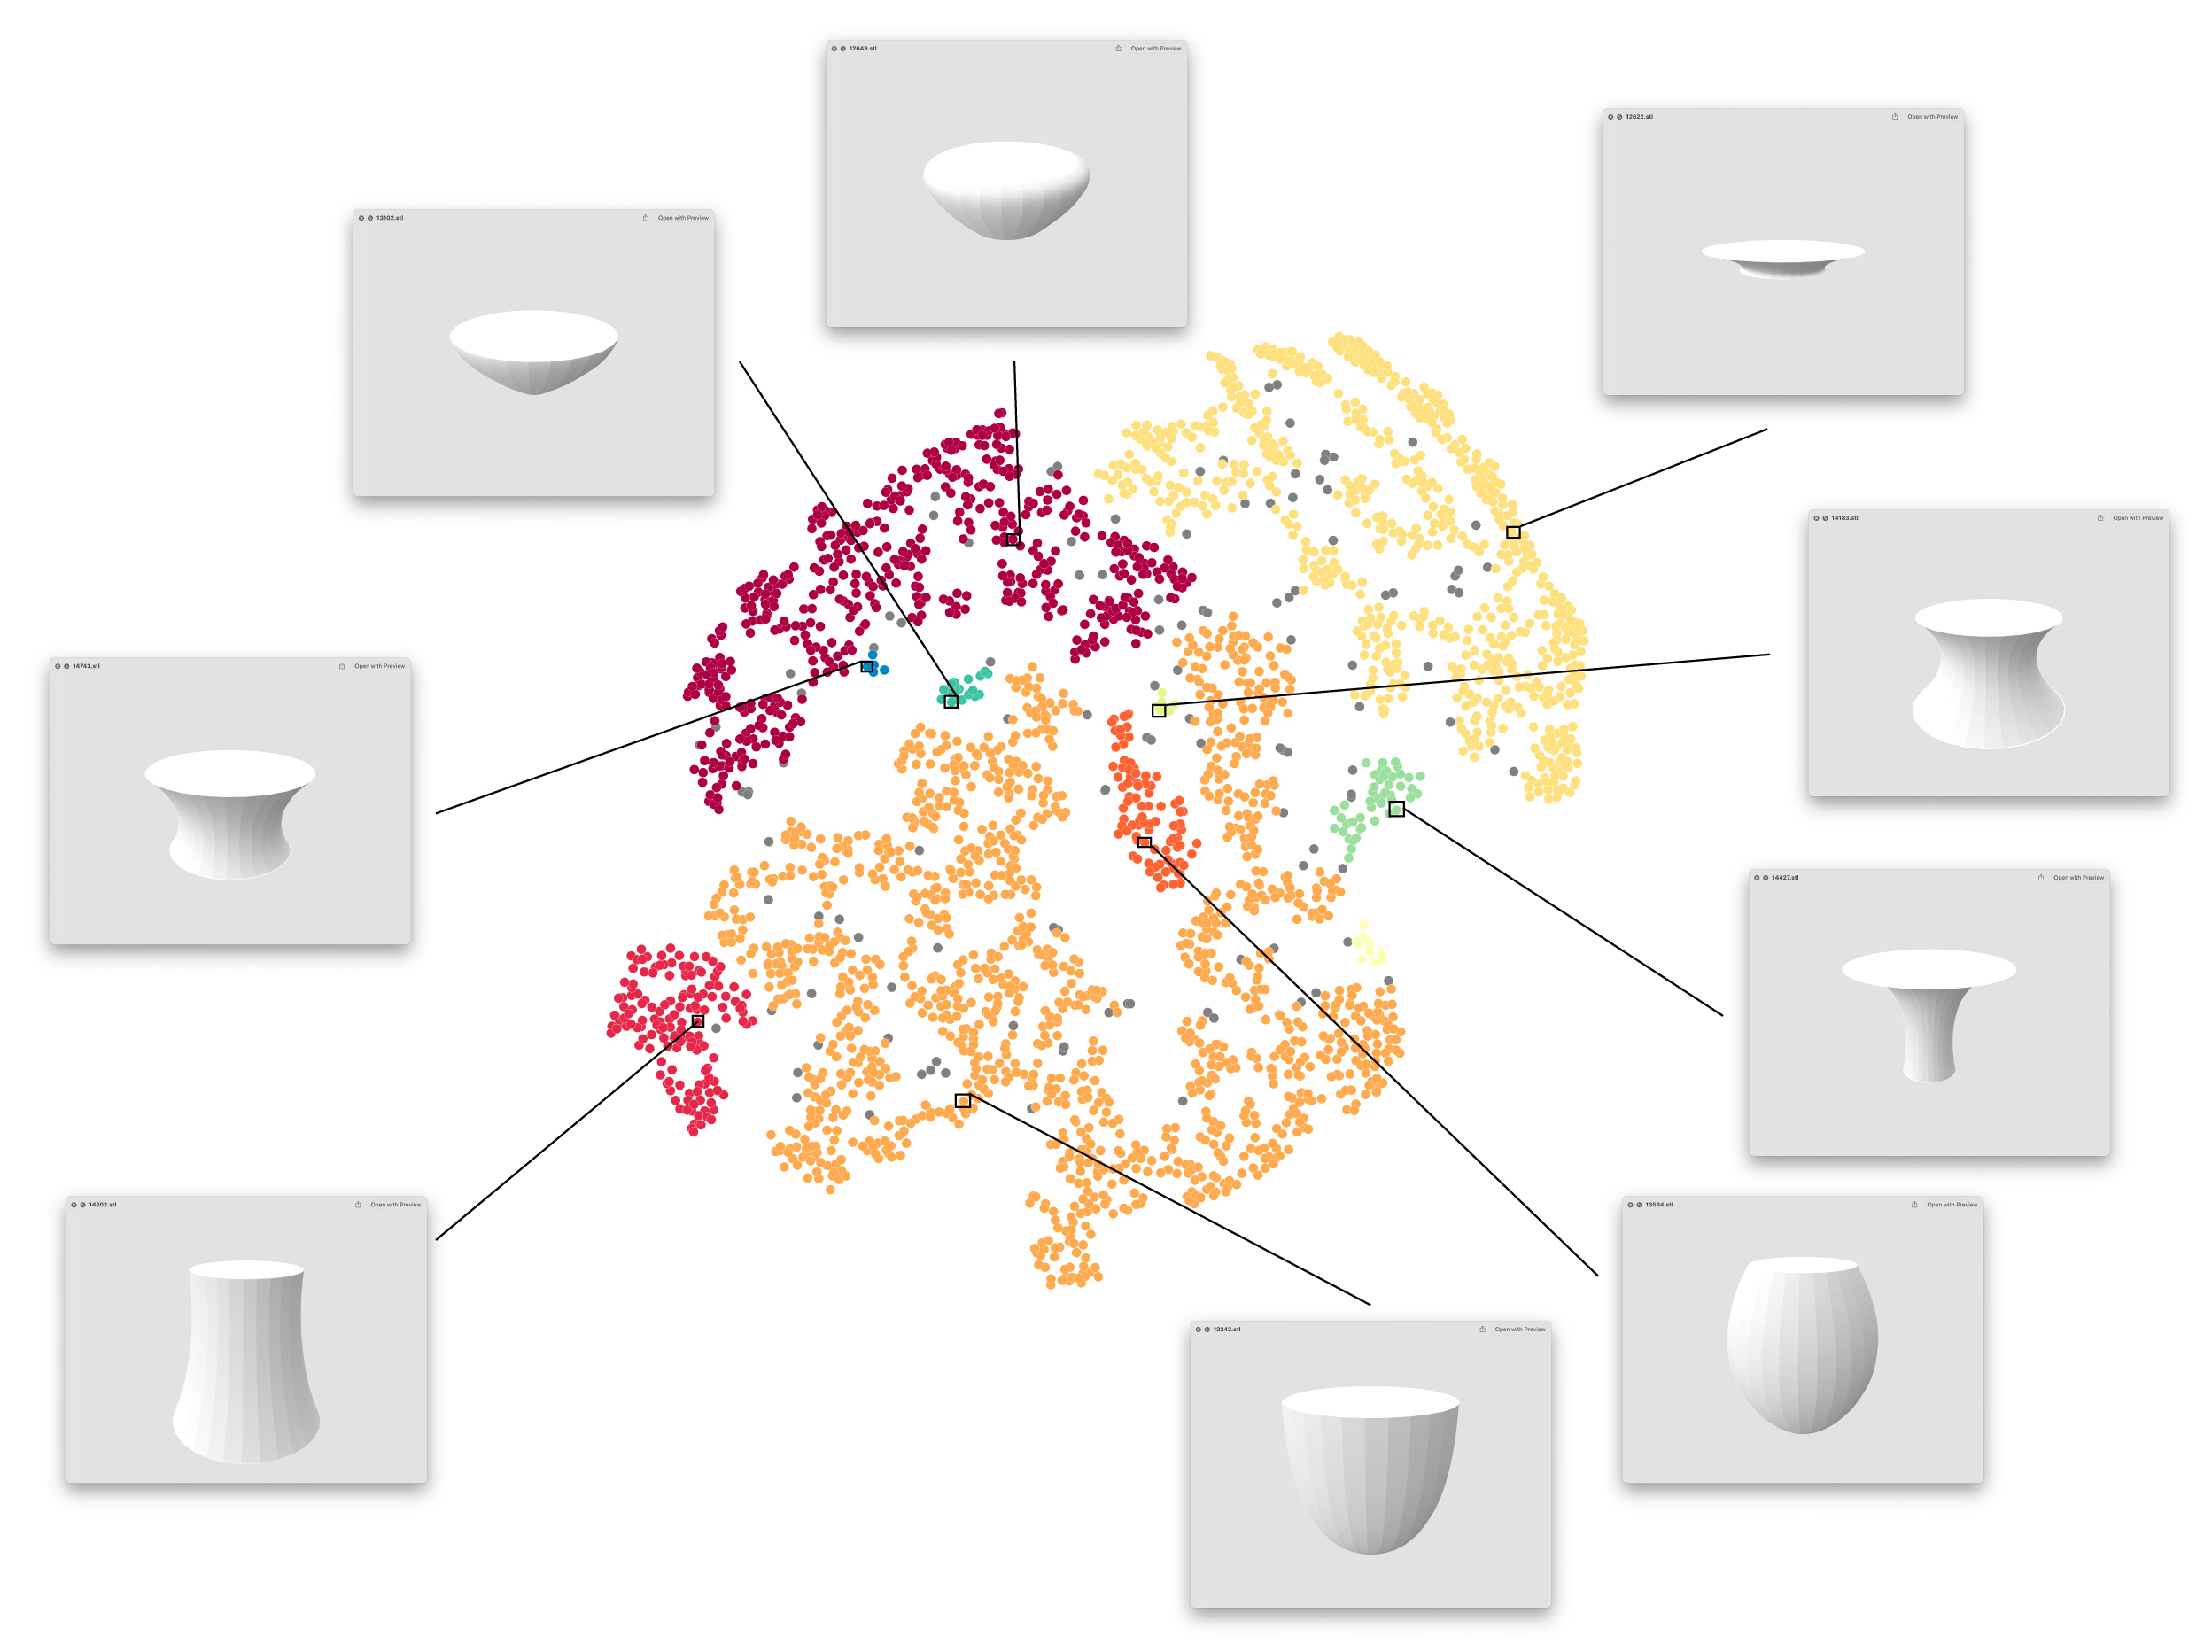 12649.stl Open with Preview
12622.stl Open with Preview
13102.stl Open with Preview
14183.stl Open with Preview
14743.stl Open with Preview
14427.stl Open with Preview
14202.stl Open with Preview
13564.stl Open with Preview
12242.stl Open with Preview